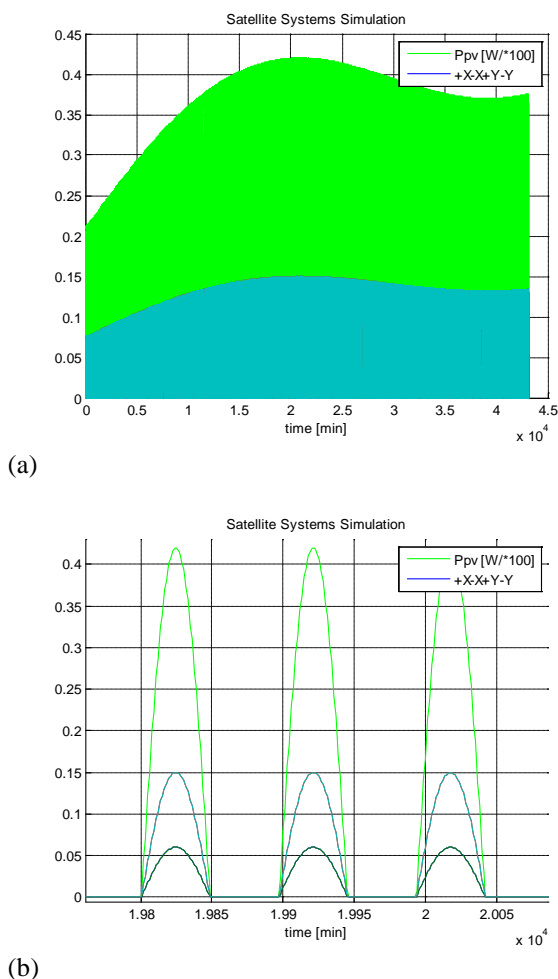 Satellite Systems Simulation
0.45
0.4
0.35
0.3
0.25
0.2
0.15
0.1
0.05
0
Ppv [W/*100]
+X-X+Y-Y
0 0.5 1 1.5 2 2.5 3 3.5 4 4.5
time [min]
x 10^4
(a)
Satellite Systems Simulation
0.4
0.35
0.3
0.25
0.2
0.15
0.1
0.05
0
Ppv [W/*100]
+X-X+Y-Y
1.98 1.985 1.99 1.995 2 2.005
time [min]
x 10^4
(b)